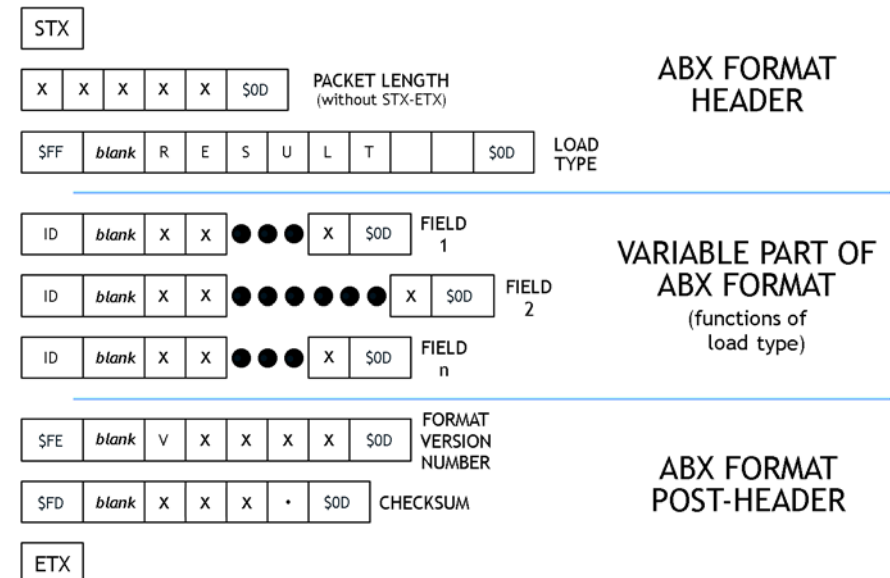 STX
X X X X X $0D PACKET LENGTH
(without STX-ETX)
ABX FORMAT
HEADER
$FF blank R E S U L T $0D LOAD
TYPE
ID blank X X ●●● X $0D FIELD
1
ID blank X X ●●●●●● X $0D FIELD
2
ID blank X X ●●● X $0D FIELD
n
VARIABLE PART OF
ABX FORMAT
(functions of
load type)
$FE blank V X X X X $0D FORMAT
VERSION
NUMBER
$FD blank X X X · $0D CHECKSUM
ABX FORMAT
POST-HEADER
ETX